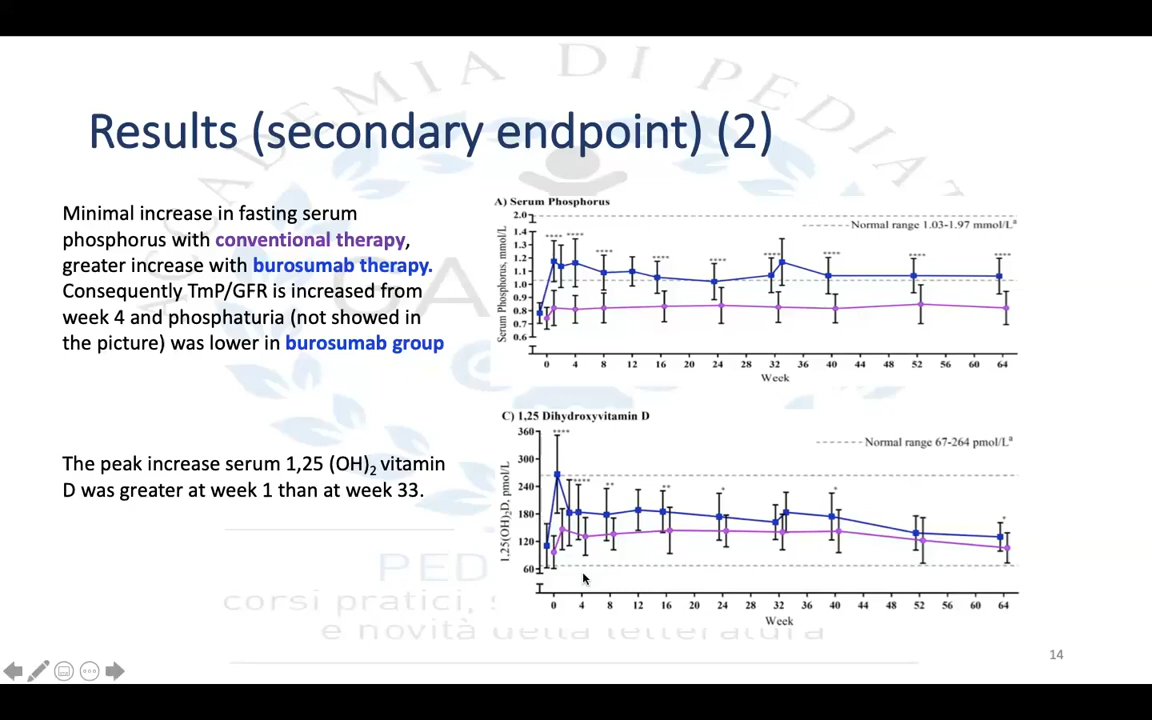 Results (secondary endpoint) (2)
Minimal increase in fasting serum
phosphorus with conventional therapy,
greater increase with burosumab therapy.
Consequently TmP/GFR is increased from
week 4 and phosphaturia (not showed in
the picture) was lower in burosumab group
The peak increase serum 1,25 (OH)₂ vitamin
D was greater at week 1 than at week 33.
A) Serum Phosphorus
Normal range 1.03-1.97 mmol/Lª
Serum Phosphorus, mmol/L
2.0
1.4
1.3
1.2
1.1
1.0
0.9
0.8
0.7
0.6
**** **** **** **** **** **** **** ****
0 4 8 12 16 20 24 28 32 36 40 44 48 52 56 60 64
Week
C) 1,25 Dihydroxyvitamin D
Normal range 67-264 pmol/Lª
1,25(OH)₂D, pmol/L
360
300
240
180
120
60
**** **** ** ** * * *
0 4 8 12 16 20 24 28 32 36 40 44 48 52 56 60 64
Week
ACCADEMIA DI PEDIAT
PED
corsi pratici, s
e novità della letteratura
14